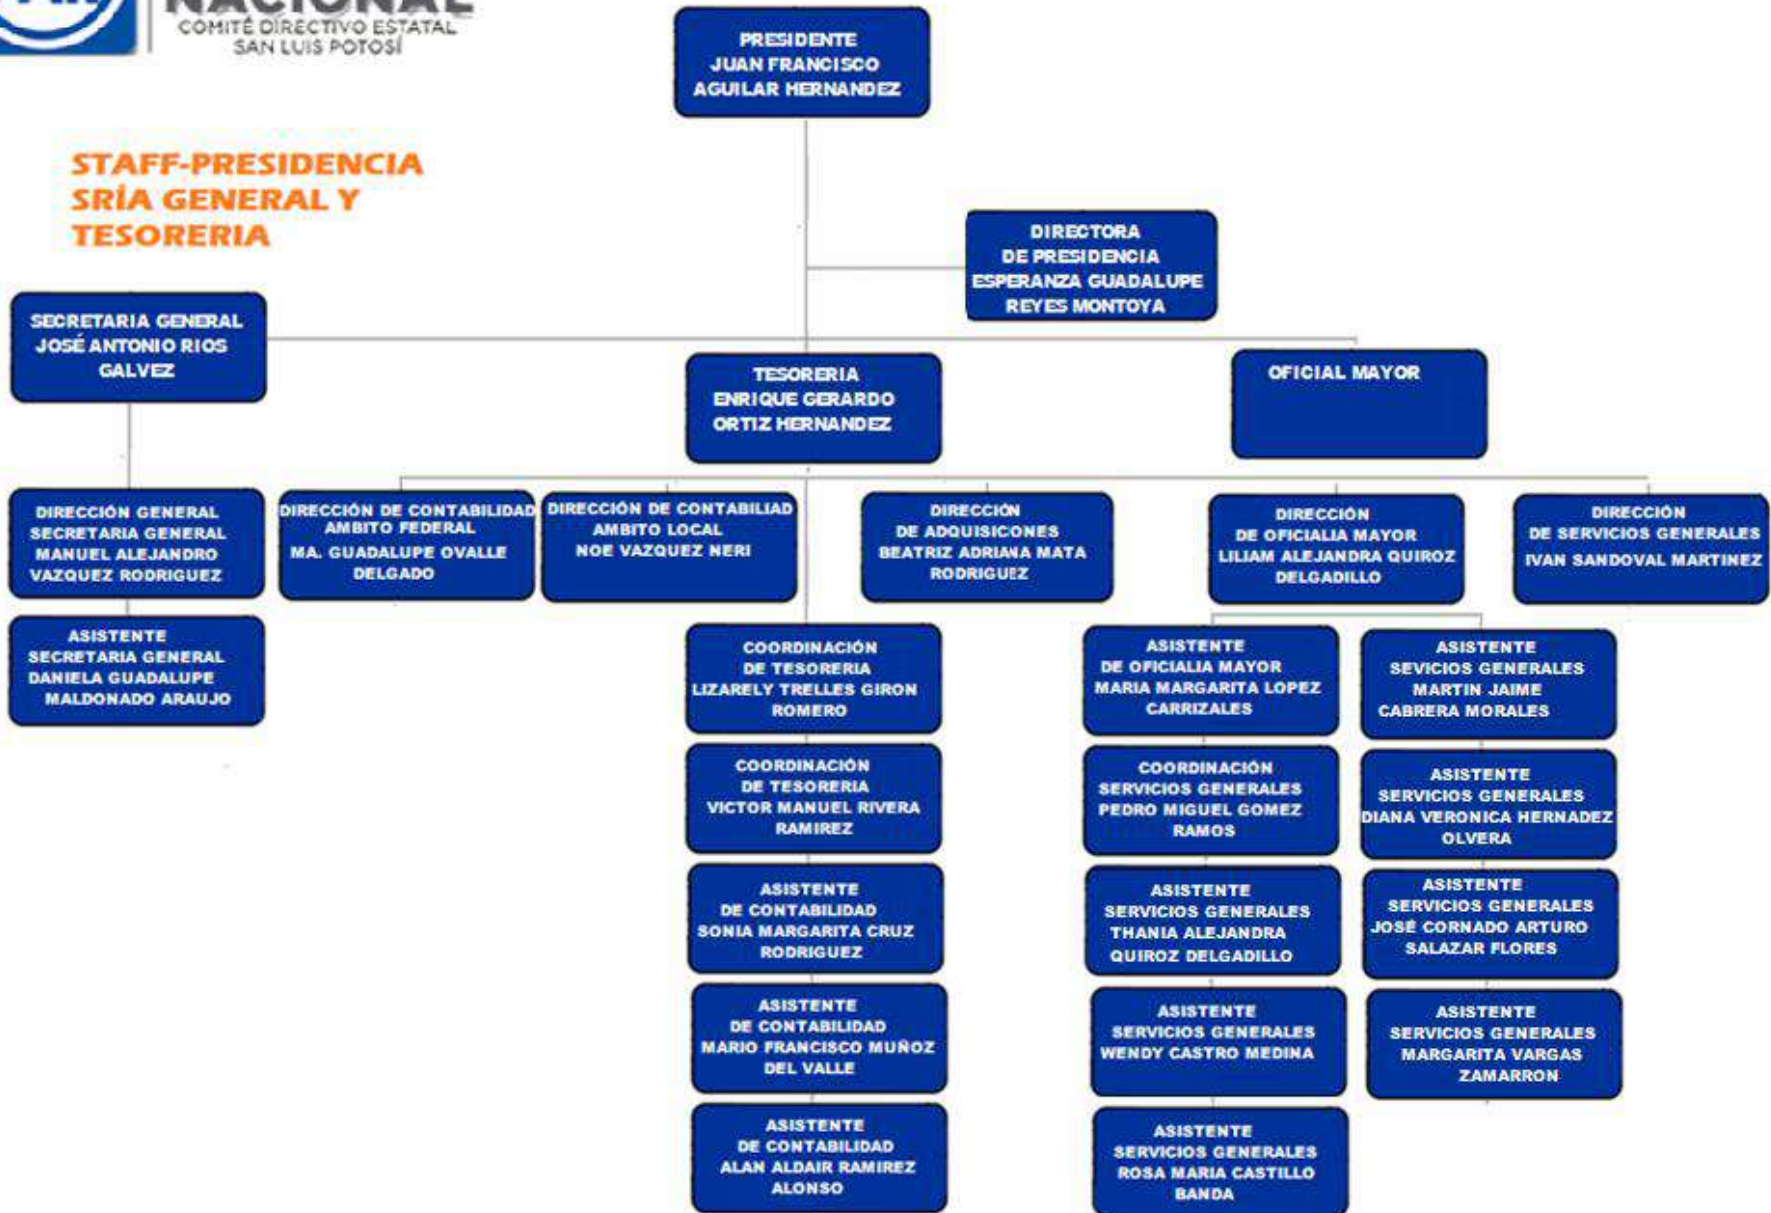 NACIONAL
COMITÉ DIRECTIVO ESTATAL
SAN LUIS POTOSÍ
PRESIDENTE
JUAN FRANCISCO
AGUILAR HERNANDEZ
STAFF-PRESIDENCIA
SRÍA GENERAL Y
TESORERIA
DIRECTORA
DE PRESIDENCIA
ESPERANZA GUADALUPE
REYES MONTOYA
SECRETARIA GENERAL
JOSÉ ANTONIO RIOS
GALVEZ
TESORERIA
ENRIQUE GERARDO
ORTIZ HERNANDEZ
OFICIAL MAYOR
DIRECCIÓN GENERAL
SECRETARIA GENERAL
MANUEL ALEJANDRO
VAZQUEZ RODRIGUEZ
DIRECCIÓN DE CONTABILIDAD
AMBITO FEDERAL
MA. GUADALUPE OVALLE
DELGADO
DIRECCIÓN DE CONTABILIAD
AMBITO LOCAL
NOE VAZQUEZ NERI
DIRECCIÓN
DE ADQUISICONES
BEATRIZ ADRIANA MATA
RODRIGUEZ
DIRECCIÓN
DE OFICIALIA MAYOR
LILIAM ALEJANDRA QUIROZ
DELGADILLO
DIRECCIÓN
DE SERVICIOS GENERALES
IVAN SANDOVAL MARTINEZ
ASISTENTE
SECRETARIA GENERAL
DANIELA GUADALUPE
MALDONADO ARAUJO
COORDINACIÓN
DE TESORERIA
LIZARELY TRELLES GIRON
ROMERO
ASISTENTE
DE OFICIALIA MAYOR
MARIA MARGARITA LOPEZ
CARRIZALES
ASISTENTE
SEVICIOS GENERALES
MARTIN JAIME
CABRERA MORALES
COORDINACIÓN
DE TESORERIA
VICTOR MANUEL RIVERA
RAMIREZ
COORDINACIÓN
SERVICIOS GENERALES
PEDRO MIGUEL GOMEZ
RAMOS
ASISTENTE
SERVICIOS GENERALES
DIANA VERONICA HERNADEZ
OLVERA
ASISTENTE
DE CONTABILIDAD
SONIA MARGARITA CRUZ
RODRIGUEZ
ASISTENTE
SERVICIOS GENERALES
THANIA ALEJANDRA
QUIROZ DELGADILLO
ASISTENTE
SERVICIOS GENERALES
JOSÉ CORNADO ARTURO
SALAZAR FLORES
ASISTENTE
DE CONTABILIDAD
MARIO FRANCISCO MUÑOZ
DEL VALLE
ASISTENTE
SERVICIOS GENERALES
WENDY CASTRO MEDINA
ASISTENTE
SERVICIOS GENERALES
MARGARITA VARGAS
ZAMARRON
ASISTENTE
DE CONTABILIDAD
ALAN ALDAIR RAMIREZ
ALONSO
ASISTENTE
SERVICIOS GENERALES
ROSA MARIA CASTILLO
BANDA